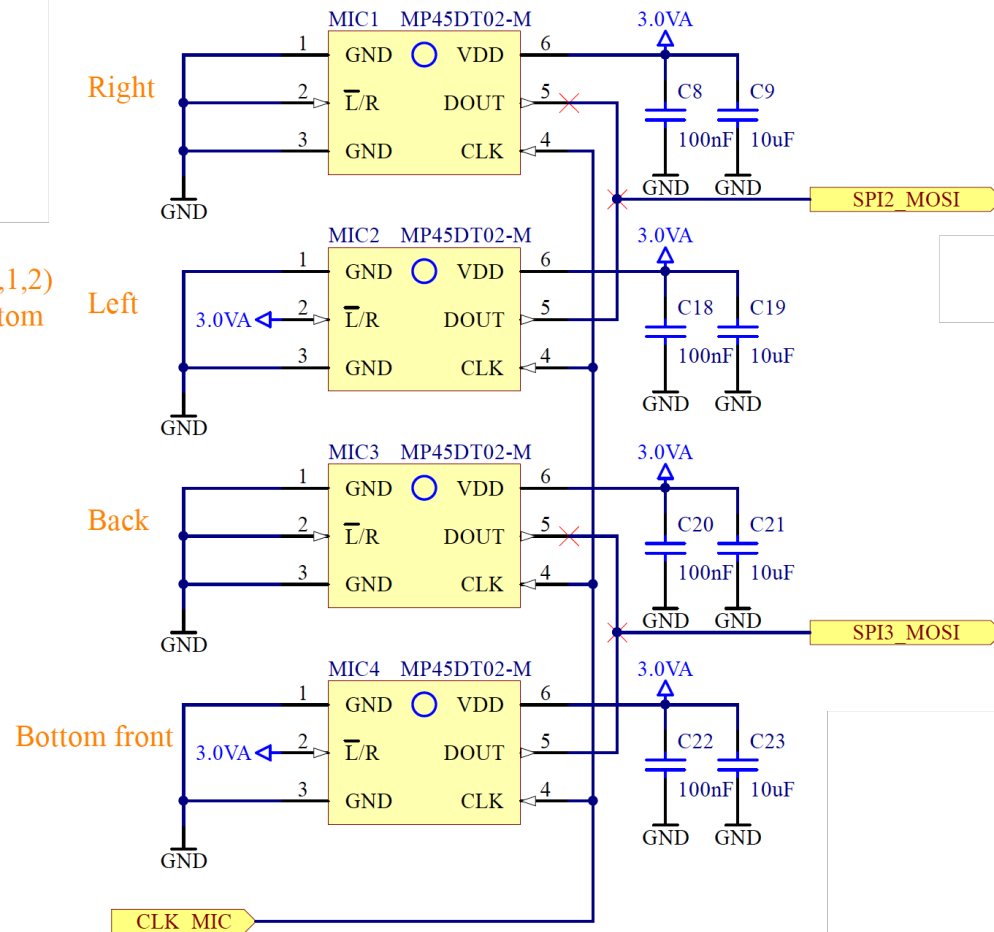 MIC1 MP45DT02-M
3.0VA
1 GND VDD 6
Right
2 L/R DOUT 5
C8 C9
3 GND CLK 4
100nF 10uF
GND GND
GND
SPI2_MOSI
MIC2 MP45DT02-M
3.0VA
1 GND VDD 6
,1,2)
Left
3.0VA 2 L/R DOUT 5
C18 C19
3 GND CLK 4
100nF 10uF
GND GND
GND
MIC3 MP45DT02-M
3.0VA
1 GND VDD 6
Back
2 L/R DOUT 5
C20 C21
3 GND CLK 4
100nF 10uF
GND GND
GND
SPI3_MOSI
MIC4 MP45DT02-M
3.0VA
1 GND VDD 6
Bottom front
3.0VA 2 L/R DOUT 5
C22 C23
3 GND CLK 4
100nF 10uF
GND GND
GND
CLK_MIC